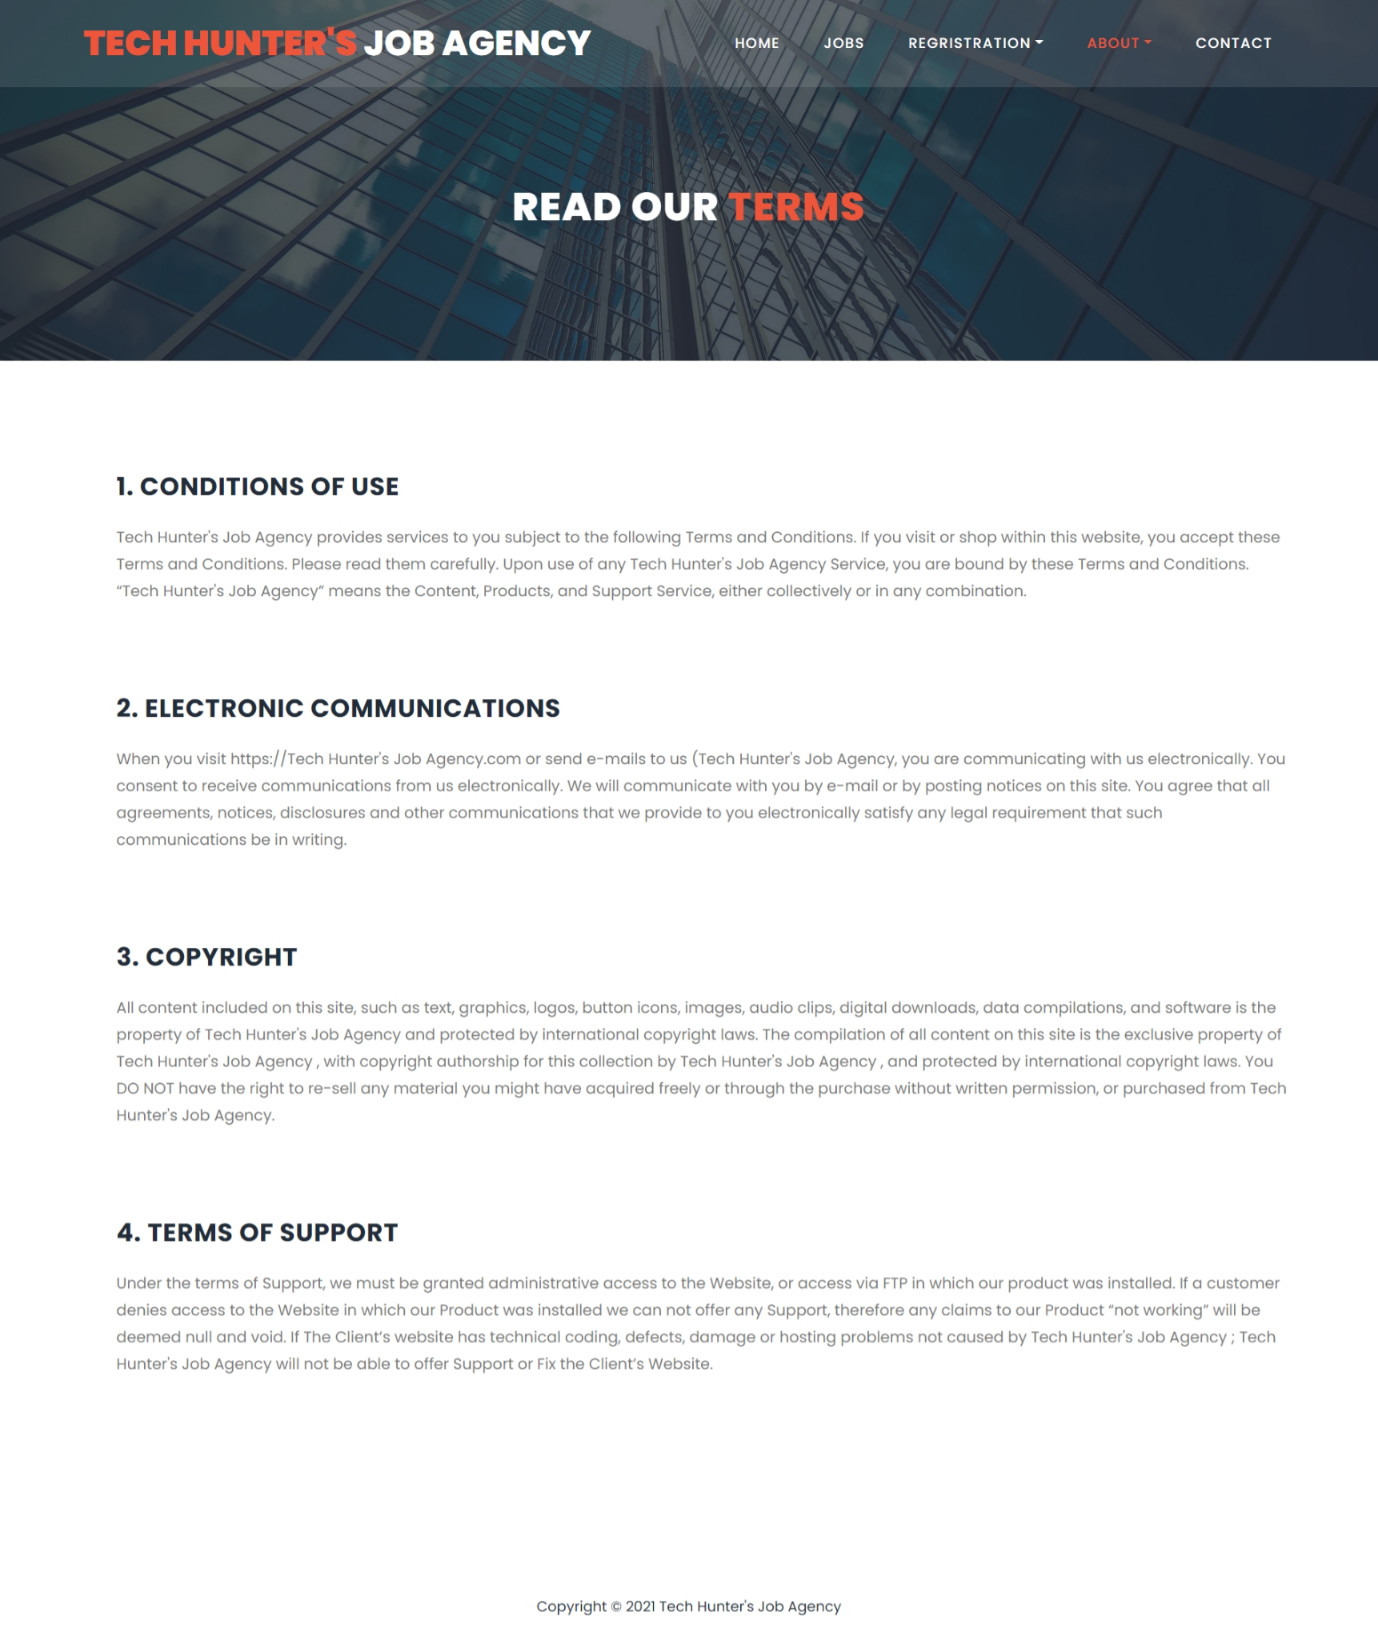 TECH HUNTER'S JOB AGENCY
HOME
JOBS
REGRISTRATION
ABOUT
CONTACT
READ OUR TERMS
1. CONDITIONS OF USE
Tech Hunter's Job Agency provides services to you subject to the following Terms and Conditions. If you visit or shop within this website, you accept these
Terms and Conditions. Please read them carefully. Upon use of any Tech Hunter's Job Agency Service, you are bound by these Terms and Conditions.
“Tech Hunter's Job Agency” means the Content, Products, and Support Service, either collectively or in any combination.
2. ELECTRONIC COMMUNICATIONS
When you visit https://Tech Hunter's Job Agency.com or send e-mails to us (Tech Hunter's Job Agency, you are communicating with us electronically. You
consent to receive communications from us electronically. We will communicate with you by e-mail or by posting notices on this site. You agree that all
agreements, notices, disclosures and other communications that we provide to you electronically satisfy any legal requirement that such
communications be in writing.
3. COPYRIGHT
All content included on this site, such as text, graphics, logos, button icons, images, audio clips, digital downloads, data compilations, and software is the
property of Tech Hunter's Job Agency and protected by international copyright laws. The compilation of all content on this site is the exclusive property of
Tech Hunter's Job Agency , with copyright authorship for this collection by Tech Hunter's Job Agency , and protected by international copyright laws. You
DO NOT have the right to re-sell any material you might have acquired freely or through the purchase without written permission, or purchased from Tech
Hunter's Job Agency.
4. TERMS OF SUPPORT
Under the terms of Support, we must be granted administrative access to the Website, or access via FTP in which our product was installed. If a customer
denies access to the Website in which our Product was installed we can not offer any Support, therefore any claims to our Product “not working” will be
deemed null and void. If The Client’s website has technical coding, defects, damage or hosting problems not caused by Tech Hunter's Job Agency ; Tech
Hunter's Job Agency will not be able to offer Support or Fix the Client’s Website.
Copyright © 2021 Tech Hunter's Job Agency